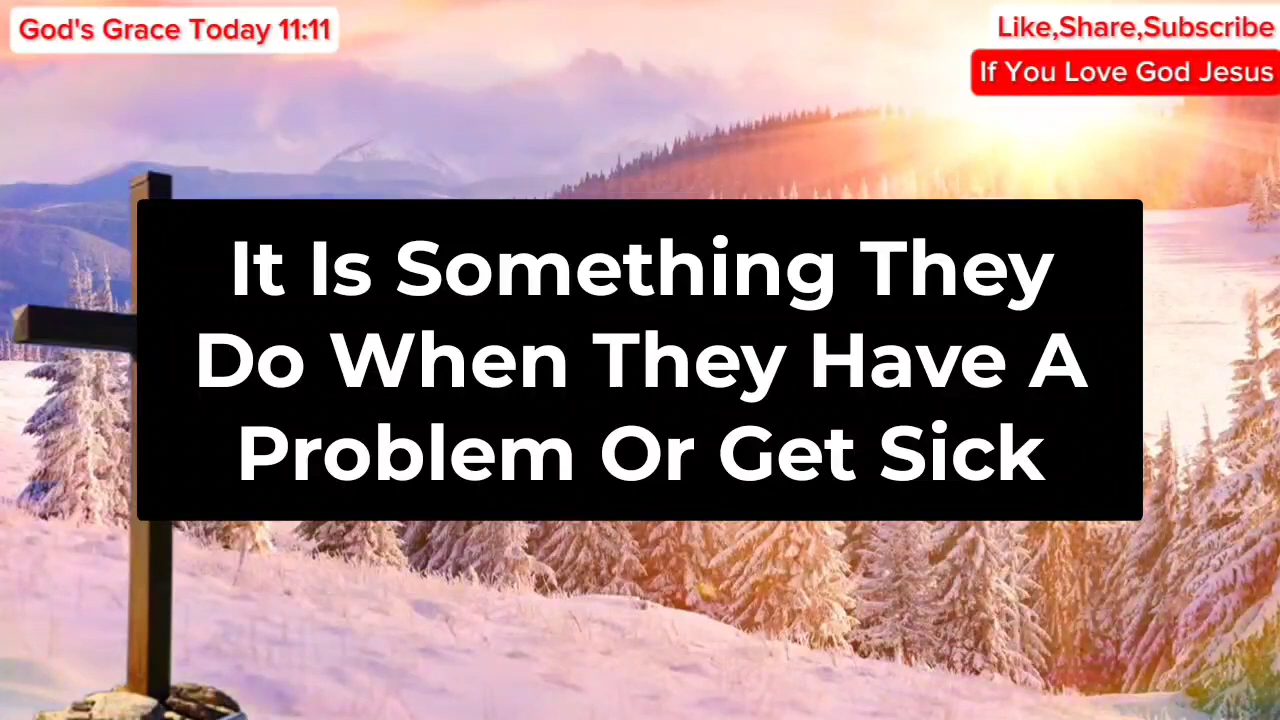 God's Grace Today 11:11
Like,Share,Subscribe
If You Love God Jesus
It Is Something They
Do When They Have A
Problem Or Get Sick